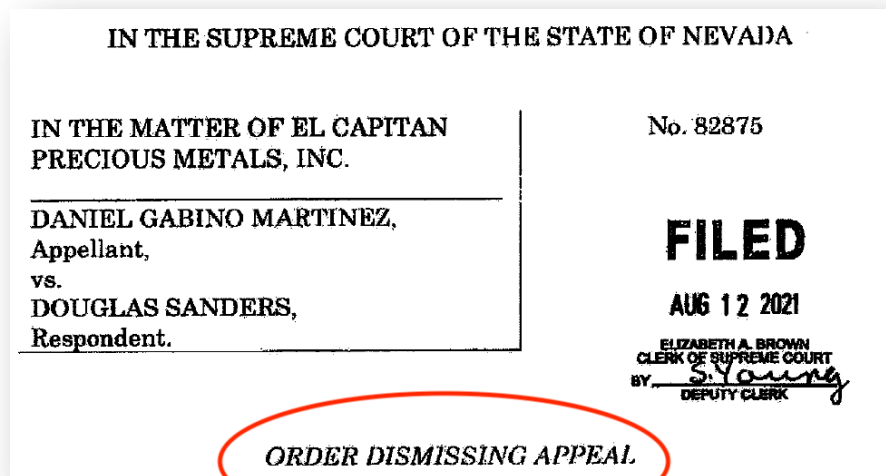 IN THE SUPREME COURT OF THE STATE OF NEVADA
IN THE MATTER OF EL CAPITAN
PRECIOUS METALS, INC.
DANIEL GABINO MARTINEZ,
Appellant,
vs.
DOUGLAS SANDERS,
Respondent.
No. 82875
FILED
AUG 12 2021
ELIZABETH A. BROWN
CLERK OF SUPREME COURT
BY S. Young
DEPUTY CLERK
ORDER DISMISSING APPEAL